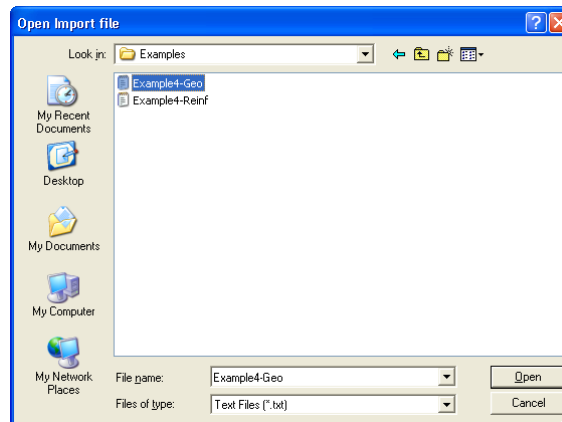 Open Import file
Look in: Examples
Example4-Geo
Example4-Reinf
My Recent
Documents
Desktop
My Documents
My Computer
My Network
Places
File name: Example4-Geo Open
Files of type: Text Files (*.txt) Cancel